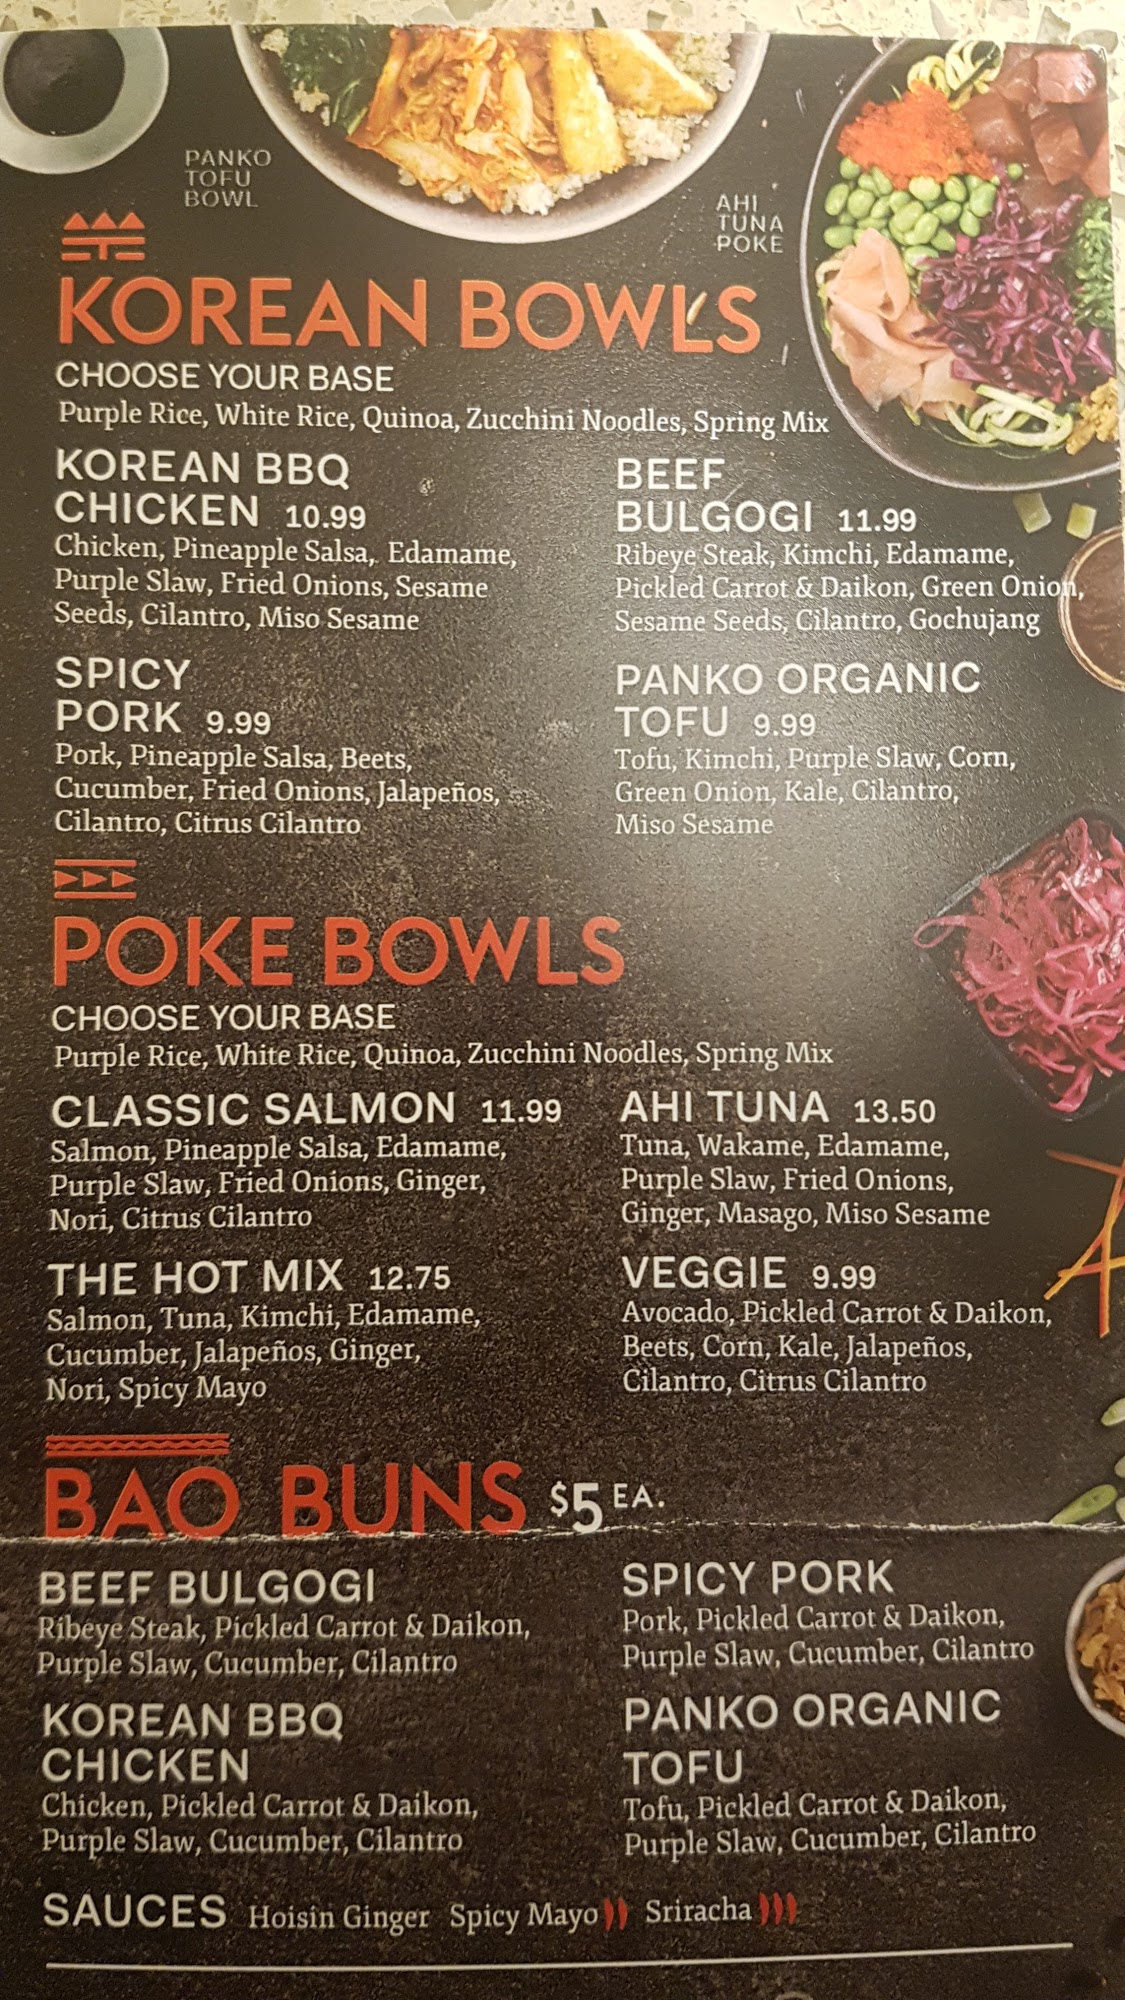 PANKO
TOFU
BOWL
AHI
TUNA
POKE
KOREAN BOWLS
CHOOSE YOUR BASE
Purple Rice, White Rice, Quinoa, Zucchini Noodles, Spring Mix
KOREAN BBQ
CHICKEN 10.99
Chicken, Pineapple Salsa, Edamame,
Purple Slaw, Fried Onions, Sesame
Seeds, Cilantro, Miso Sesame
BEEF
BULGOGI 11.99
Ribeye Steak, Kimchi, Edamame,
Pickled Carrot & Daikon, Green Onion,
Sesame Seeds, Cilantro, Gochujang
SPICY
PORK 9.99
Pork, Pineapple Salsa, Beets,
Cucumber, Fried Onions, Jalapeños,
Cilantro, Citrus Cilantro
PANKO ORGANIC
TOFU 9.99
Tofu, Kimchi, Purple Slaw, Corn,
Green Onion, Kale, Cilantro,
Miso Sesame
POKE BOWLS
CHOOSE YOUR BASE
Purple Rice, White Rice, Quinoa, Zucchini Noodles, Spring Mix
CLASSIC SALMON 11.99
Salmon, Pineapple Salsa, Edamame,
Purple Slaw, Fried Onions, Ginger,
Nori, Citrus Cilantro
AHI TUNA 13.50
Tuna, Wakame, Edamame,
Purple Slaw, Fried Onions,
Ginger, Masago, Miso Sesame
THE HOT MIX 12.75
Salmon, Tuna, Kimchi, Edamame,
Cucumber, Jalapeños, Ginger,
Nori, Spicy Mayo
VEGGIE 9.99
Avocado, Pickled Carrot & Daikon,
Beets, Corn, Kale, Jalapeños,
Cilantro, Citrus Cilantro
BAO BUNS $5 EA.
BEEF BULGOGI
Ribeye Steak, Pickled Carrot & Daikon,
Purple Slaw, Cucumber, Cilantro
SPICY PORK
Pork, Pickled Carrot & Daikon,
Purple Slaw, Cucumber, Cilantro
KOREAN BBQ
CHICKEN
Chicken, Pickled Carrot & Daikon,
Purple Slaw, Cucumber, Cilantro
PANKO ORGANIC
TOFU
Tofu, Pickled Carrot & Daikon,
Purple Slaw, Cucumber, Cilantro
SAUCES Hoisin Ginger Spicy Mayo Sriracha